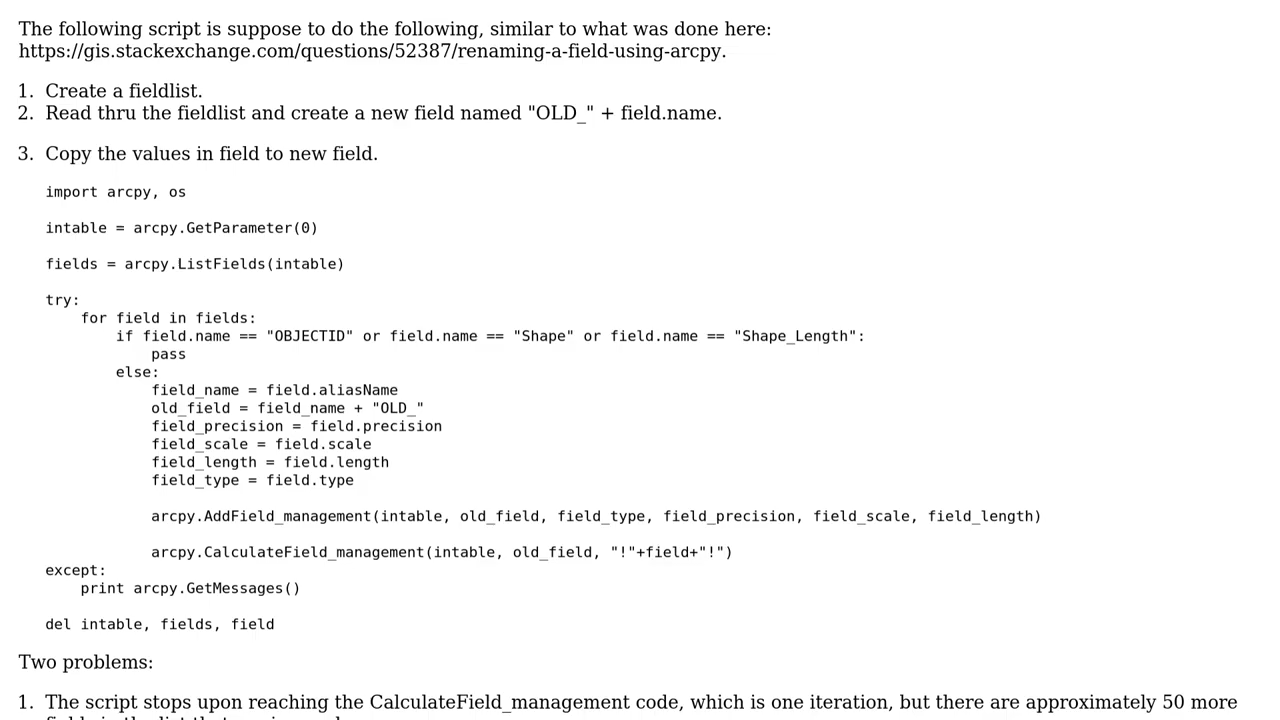 The following script is suppose to do the following, similar to what was done here:
https://gis.stackexchange.com/questions/52387/renaming-a-field-using-arcpy.
1. Create a fieldlist.
2. Read thru the fieldlist and create a new field named "OLD_" + field.name.
3. Copy the values in field to new field.
import arcpy, os
intable = arcpy.GetParameter(0)
fields = arcpy.ListFields(intable)
try:
    for field in fields:
        if field.name == "OBJECTID" or field.name == "Shape" or field.name == "Shape_Length":
            pass
        else:
            field_name = field.aliasName
            old_field = field_name + "OLD_"
            field_precision = field.precision
            field_scale = field.scale
            field_length = field.length
            field_type = field.type
            arcpy.AddField_management(intable, old_field, field_type, field_precision, field_scale, field_length)
            arcpy.CalculateField_management(intable, old_field, "!"+field+"!")
except:
    print arcpy.GetMessages()
del intable, fields, field
Two problems:
1. The script stops upon reaching the CalculateField_management code, which is one iteration, but there are approximately 50 more